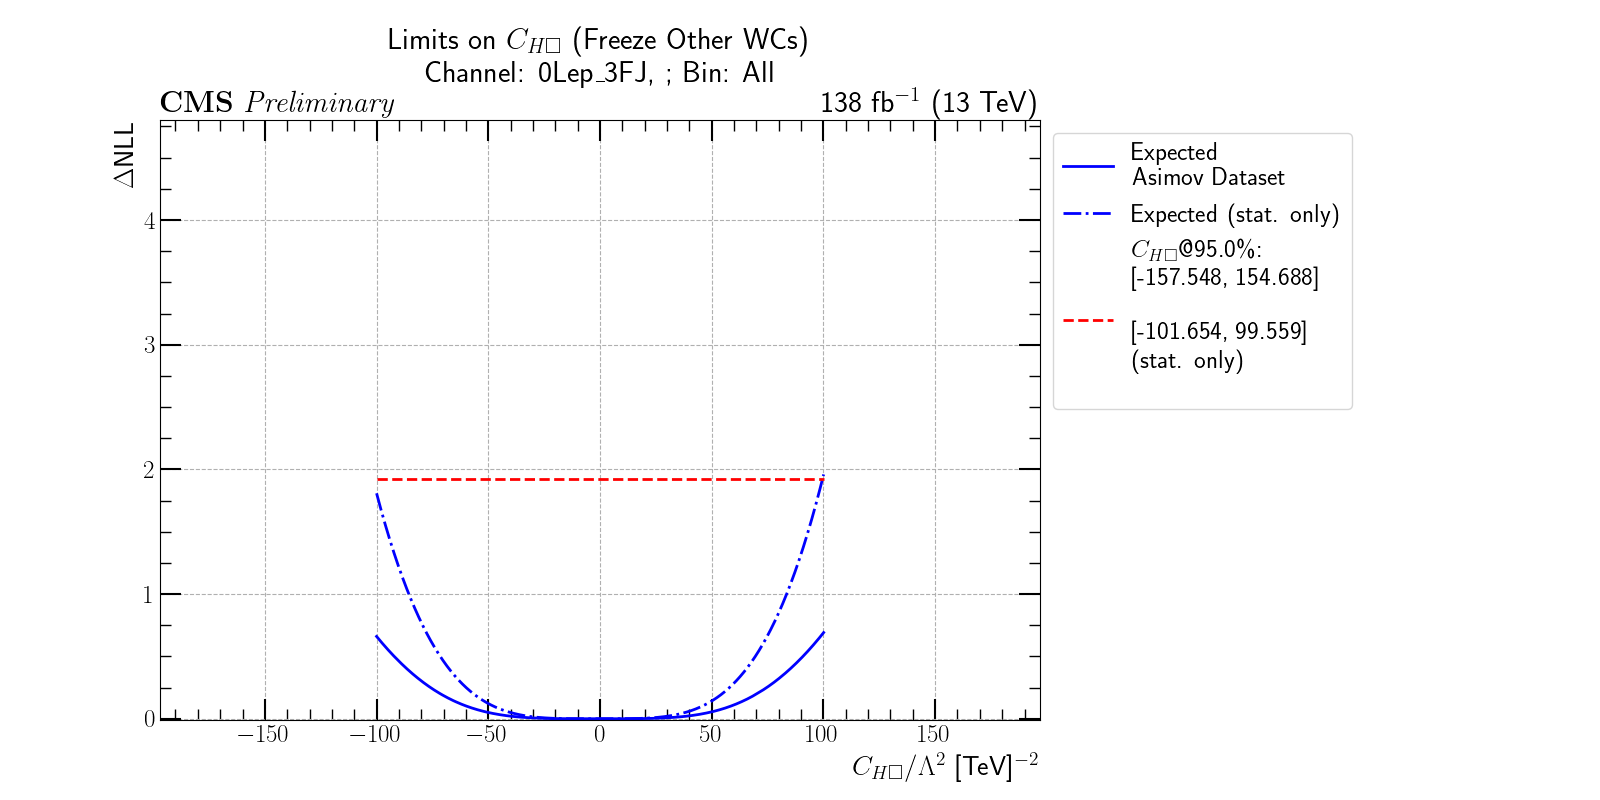 Limits on C_{H□} (Freeze Other WCs)
Channel: 0Lep_3FJ, ; Bin: All
CMS Preliminary
138 fb⁻¹ (13 TeV)
ΔNLL
4
3
2
1
0
−150 −100 −50 0 50 100 150
C_{H□}/Λ² [TeV]⁻²
Expected
Asimov Dataset
Expected (stat. only)
C_{H□}@95.0%:
[-157.548, 154.688]
[-101.654, 99.559]
(stat. only)